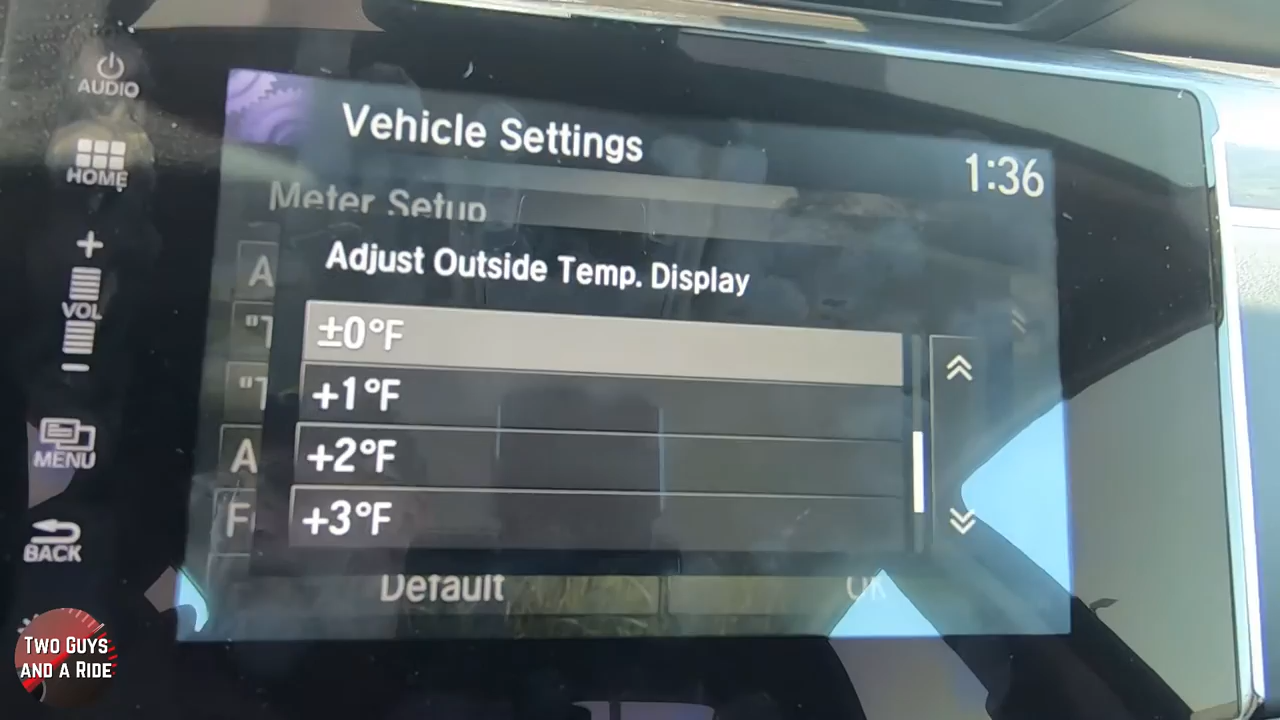 AUDIO
HOME
VOL
MENU
BACK
Vehicle Settings
1:36
Meter Setup
Adjust Outside Temp. Display
A
"T
"T
A
F
±0°F
+1°F
+2°F
+3°F
Default
OK
TWO GUYS
AND A RIDE